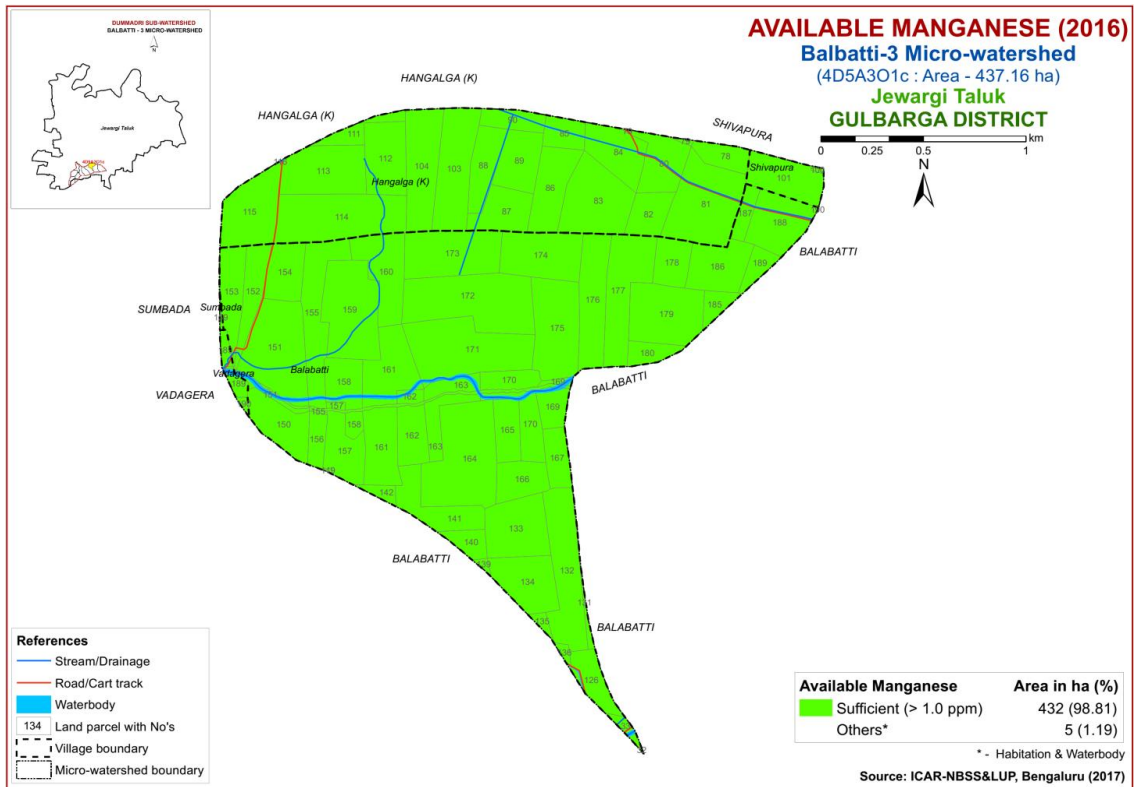 DUMMADRI SUB-WATERSHED
BALBATTI - 3 MICRO-WATERSHED
N
Jewargi Taluk
AVAILABLE MANGANESE (2016)
Balbatti-3 Micro-watershed
(4D5A3O1c : Area - 437.16 ha)
Jewargi Taluk
GULBARGA DISTRICT
km
0 0.25 0.5 1
N
HANGALGA (K)
HANGALGA (K)
SHIVAPURA
111
90
80
84
90
79
78
Shivapura
101
113
112
104
103
88
89
Hangalga (K)
86
83
115
114
87
82
81
187
188
BALABATTI
173
174
178
186
189
154
160
153
152
172
176
177
185
SUMBADA
Sumbada
155
159
179
175
151
171
180
Vadagera
Balabatti
161
158
163
170
BALABATTI
VADAGERA
189
162
157
155
169
150
156
158
157
161
162
163
165
170
164
167
166
142
141
133
140
BALABATTI
139
134
132
131
135
BALABATTI
126
References
Stream/Drainage
Road/Cart track
Waterbody
134 Land parcel with No's
Village boundary
Micro-watershed boundary
Available Manganese Area in ha (%)
Sufficient (> 1.0 ppm) 432 (98.81)
Others* 5 (1.19)
* - Habitation & Waterbody
Source: ICAR-NBSS&LUP, Bengaluru (2017)